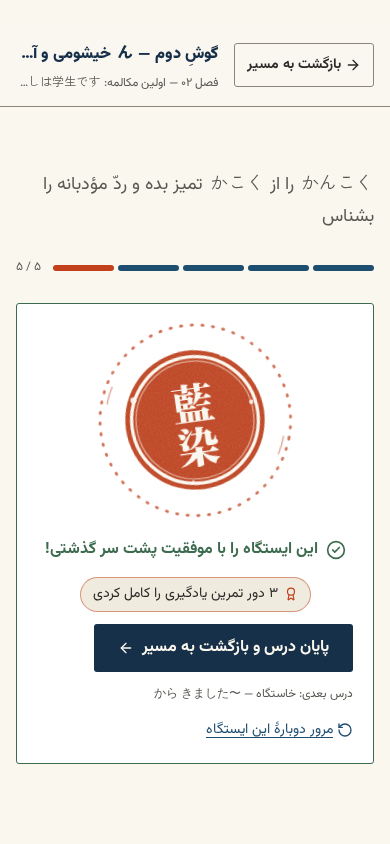 بازگشت به مسیر
گوشِ دوم — ん خیشومی و آ…
فصل ۰۲ — اولین مکالمه: しは学生です…
かんこく را از かこく تمیز بده و ردّ مؤدبانه را
بشناس
۵ / ۵
藍
染
این ایستگاه را با موفقیت پشت سر گذشتی!
۳ دور تمرین یادگیری را کامل کردی
پایان درس و بازگشت به مسیر
درس بعدی: خاستگاه — 〜から きました
مرور دوبارهٔ این ایستگاه